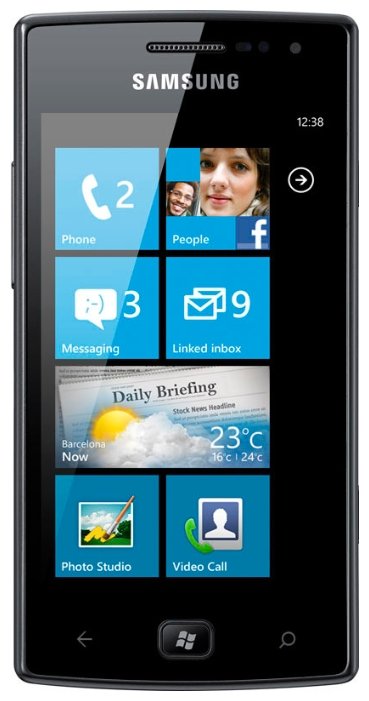 SAMSUNG
12:38
2
Phone
People
f
3
Messaging
9
Linked inbox
Daily Briefing
Stock News Headline
Barcelona
Now
23°c
16°c | 24°c
Photo Studio
Video Call